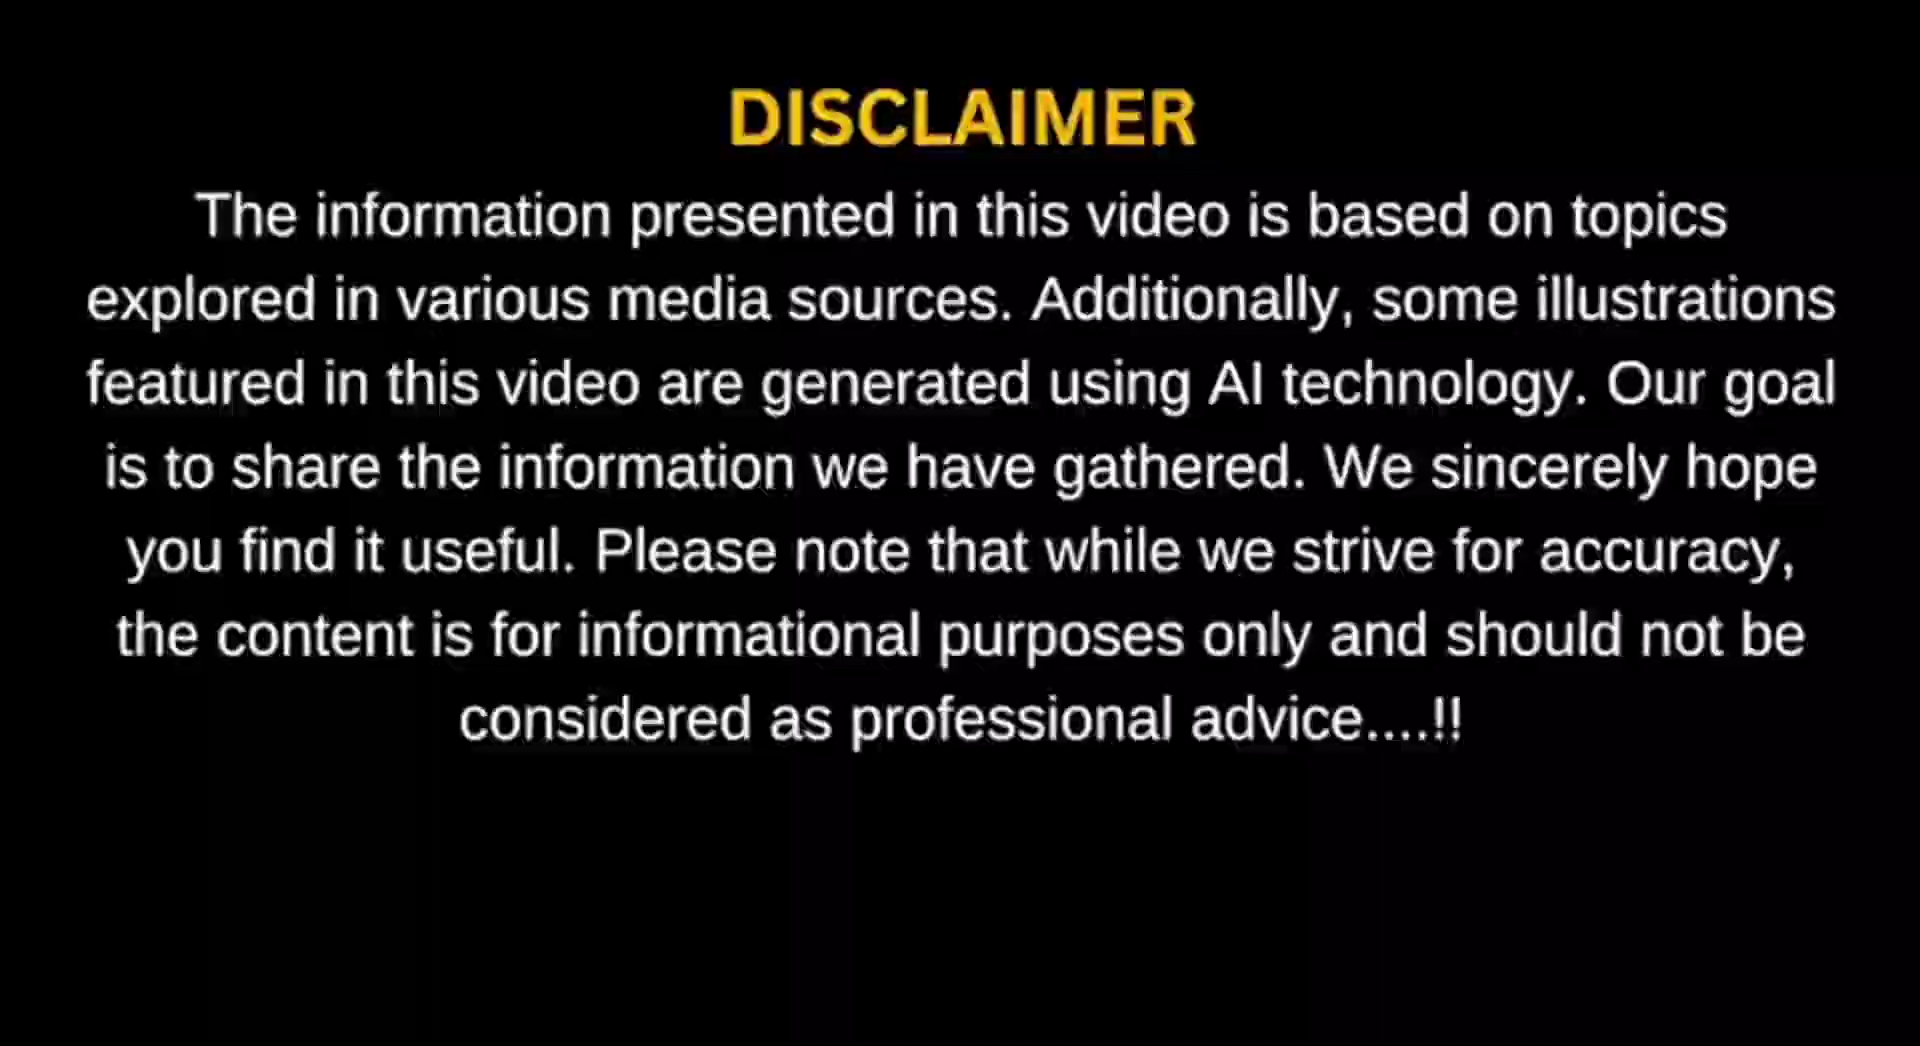 DISCLAIMER
The information presented in this video is based on topics
explored in various media sources. Additionally, some illustrations
featured in this video are generated using AI technology. Our goal
is to share the information we have gathered. We sincerely hope
you find it useful. Please note that while we strive for accuracy,
the content is for informational purposes only and should not be
considered as professional advice....!!